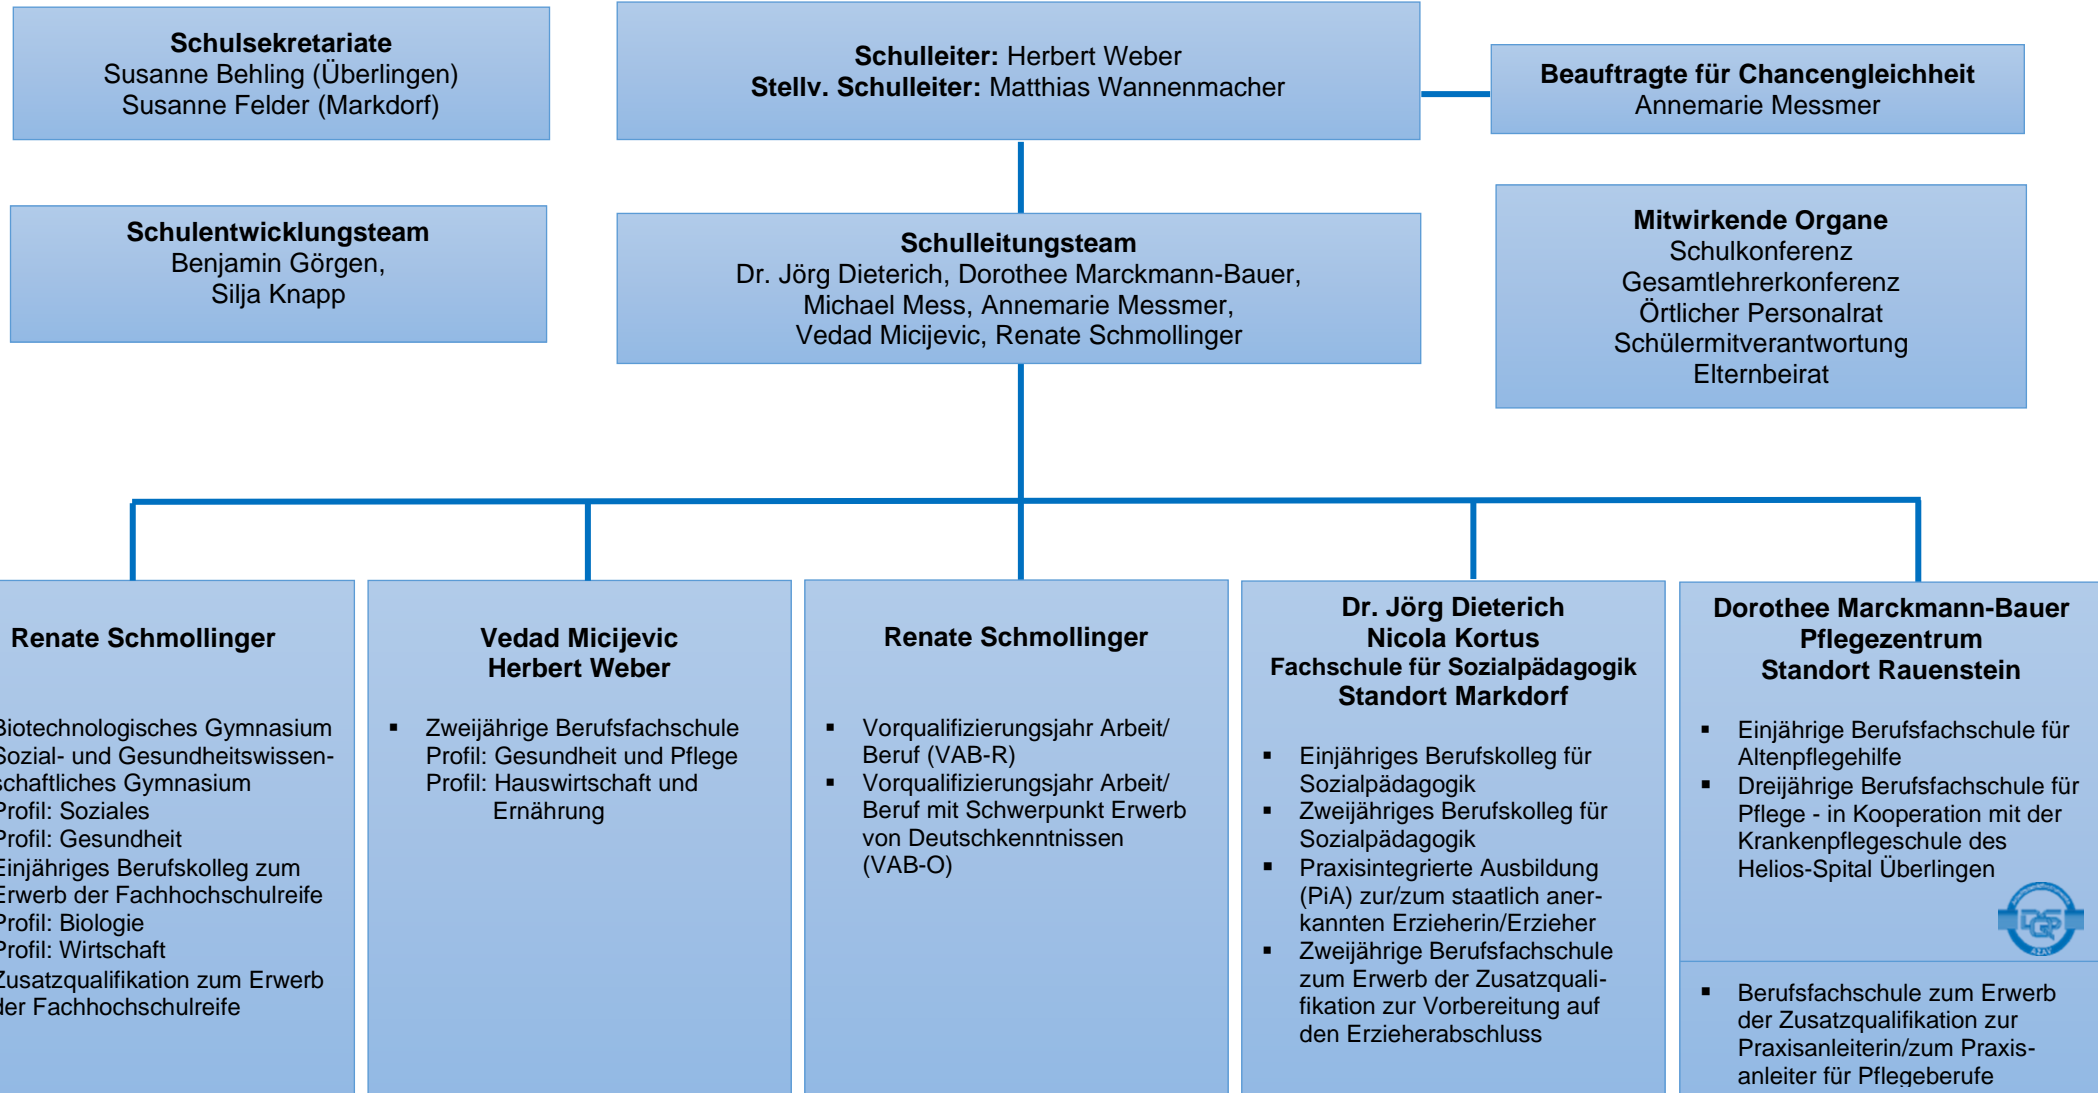 Schulsekretariate
Susanne Behling (Überlingen)
Susanne Felder (Markdorf)
Schulleiter: Herbert Weber
Stellv. Schulleiter: Matthias Wannenmacher
Beauftragte für Chancengleichheit
Annemarie Messmer
Schulentwicklungsteam
Benjamin Görgen,
Silja Knapp
Schulleitungsteam
Dr. Jörg Dieterich, Dorothee Marckmann-Bauer,
Michael Mess, Annemarie Messmer,
Vedad Micijevic, Renate Schmollinger
Mitwirkende Organe
Schulkonferenz
Gesamtlehrerkonferenz
Örtlicher Personalrat
Schülermitverantwortung
Elternbeirat
Renate Schmollinger
Biotechnologisches Gymnasium
Sozial- und Gesundheitswissen-
schaftliches Gymnasium
Profil: Soziales
Profil: Gesundheit
Einjähriges Berufskolleg zum
Erwerb der Fachhochschulreife
Profil: Biologie
Profil: Wirtschaft
Zusatzqualifikation zum Erwerb
der Fachhochschulreife
Vedad Micijevic
Herbert Weber
▪ Zweijährige Berufsfachschule
Profil: Gesundheit und Pflege
Profil: Hauswirtschaft und
Ernährung
Renate Schmollinger
▪ Vorqualifizierungsjahr Arbeit/
Beruf (VAB-R)
▪ Vorqualifizierungsjahr Arbeit/
Beruf mit Schwerpunkt Erwerb
von Deutschkenntnissen
(VAB-O)
Dr. Jörg Dieterich
Nicola Kortus
Fachschule für Sozialpädagogik
Standort Markdorf
▪ Einjähriges Berufskolleg für
Sozialpädagogik
▪ Zweijähriges Berufskolleg für
Sozialpädagogik
▪ Praxisintegrierte Ausbildung
(PiA) zur/zum staatlich aner-
kannten Erzieherin/Erzieher
▪ Zweijährige Berufsfachschule
zum Erwerb der Zusatzquali-
fikation zur Vorbereitung auf
den Erzieherabschluss
Dorothee Marckmann-Bauer
Pflegezentrum
Standort Rauenstein
▪ Einjährige Berufsfachschule für
Altenpflegehilfe
▪ Dreijährige Berufsfachschule für
Pflege - in Kooperation mit der
Krankenpflegeschule des
Helios-Spital Überlingen
AZAV
▪ Berufsfachschule zum Erwerb
der Zusatzqualifikation zur
Praxisanleiterin/zum Praxis-
anleiter für Pflegeberufe